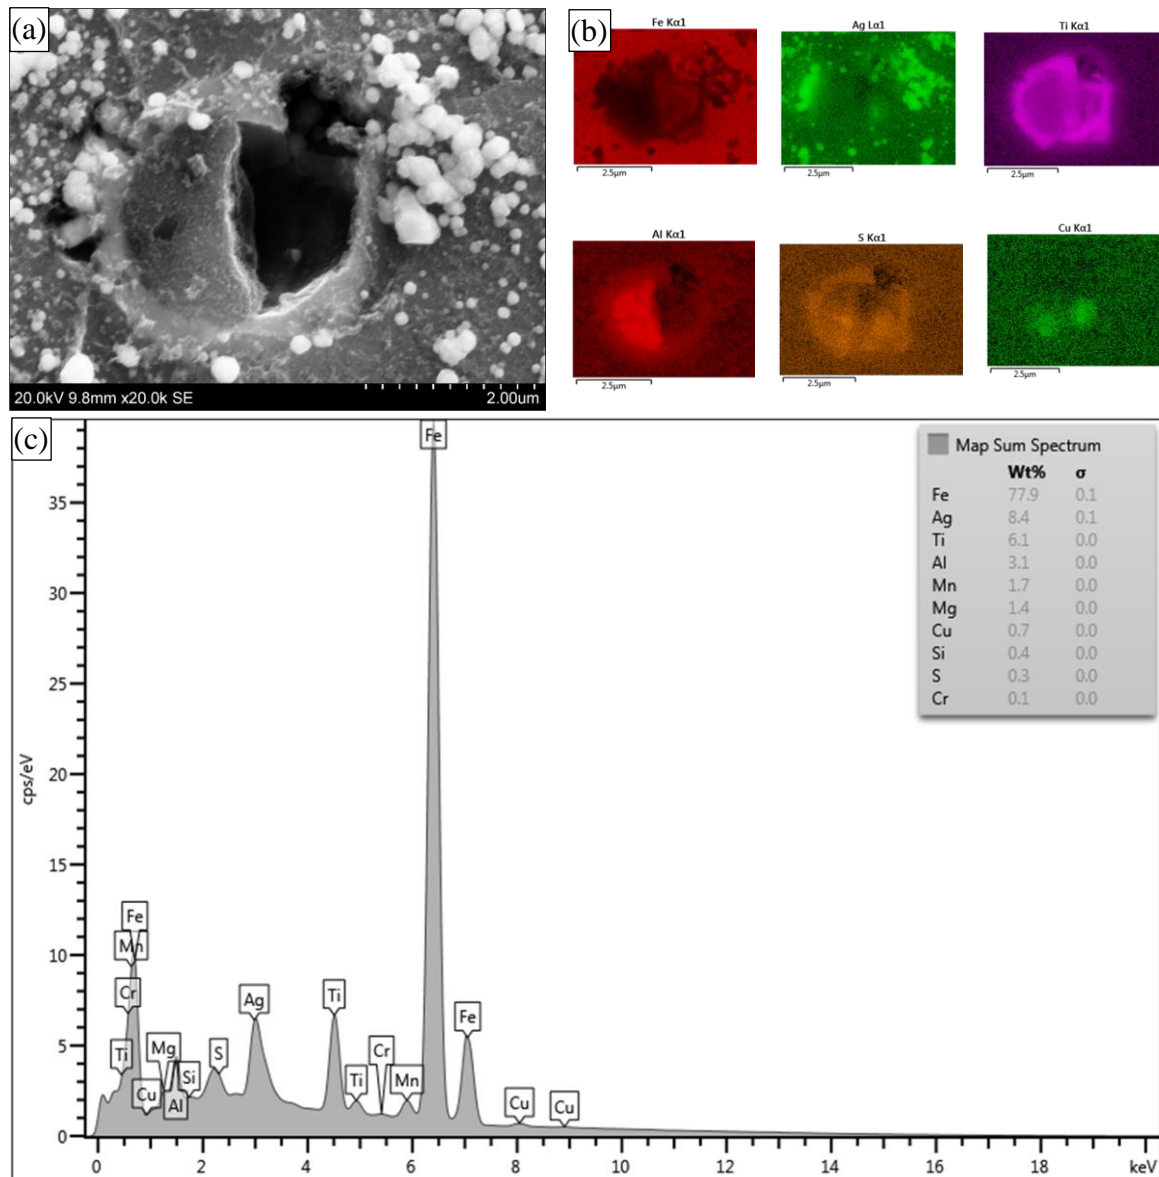 (a)
20.0kV 9.8mm x20.0k SE 2.00um
(b)
Fe Kα1 Ag Lα1 Ti Kα1
2.5µm 2.5µm 2.5µm
Al Kα1 S Kα1 Cu Kα1
2.5µm 2.5µm 2.5µm
(c)
Map Sum Spectrum
Wt% σ
Fe 77.9 0.1
Ag 8.4 0.1
Ti 6.1 0.0
Al 3.1 0.0
Mn 1.7 0.0
Mg 1.4 0.0
Cu 0.7 0.0
Si 0.4 0.0
S 0.3 0.0
Cr 0.1 0.0
cps/eV
35
30
25
20
15
10
5
0
Fe
Fe
Mn
Cr
Ti
Cu
Mg
Al
Si
S
Ag
Ti
Ti
Cr
Mn
Fe
Cu
Cu
0 2 4 6 8 10 12 14 16 18 keV